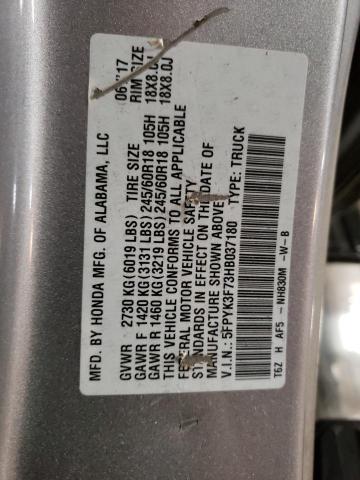 MFD. BY HONDA MFG. OF ALABAMA, LLC 06/17
GVWR 2730 KG (6019 LBS) TIRE SIZE RIM SIZE
GAWR F 1420 KG (3131 LBS) 245/60R18 105H 18X8.0J
GAWR R 1460 KG (3219 LBS) 245/60R18 105H 18X8.0J
THIS VEHICLE CONFORMS TO ALL APPLICABLE
FEDERAL MOTOR VEHICLE SAFETY
STANDARDS IN EFFECT ON THE DATE OF
MANUFACTURE SHOWN ABOVE.
V.I.N.: 5FPYK3F73HB037180 TYPE: TRUCK
T6Z H AF5 -NH830M -W-B